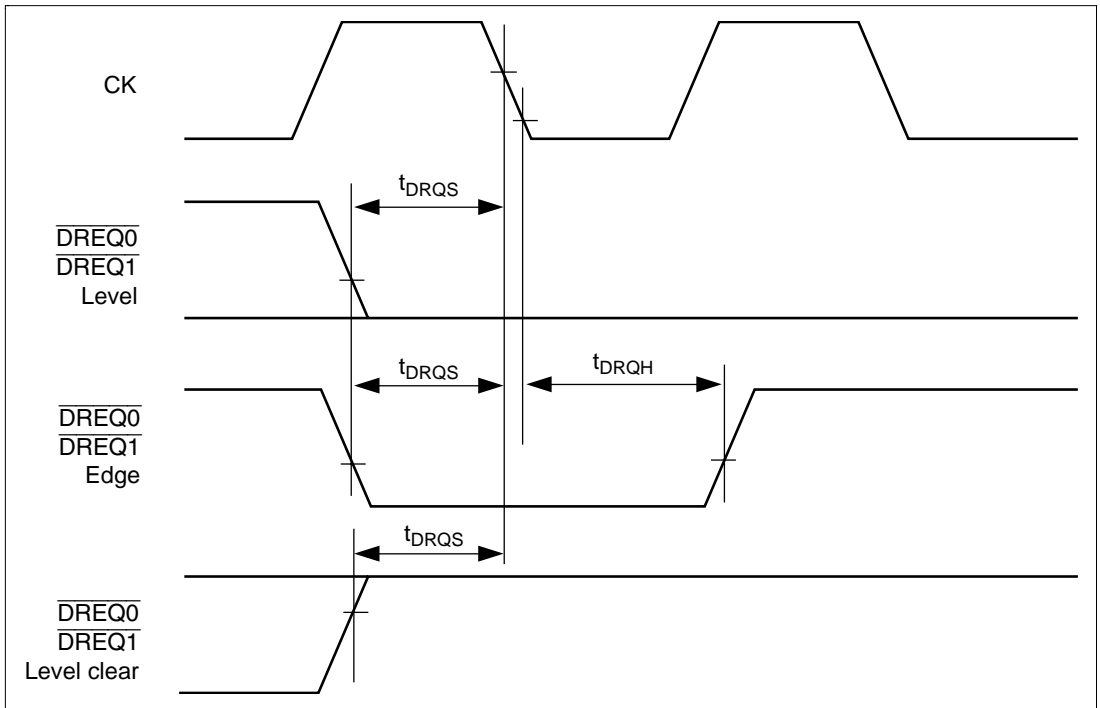 CK
tDRQS
DREQ0
DREQ1
Level
tDRQS
tDRQH
DREQ0
DREQ1
Edge
tDRQS
DREQ0
DREQ1
Level clear